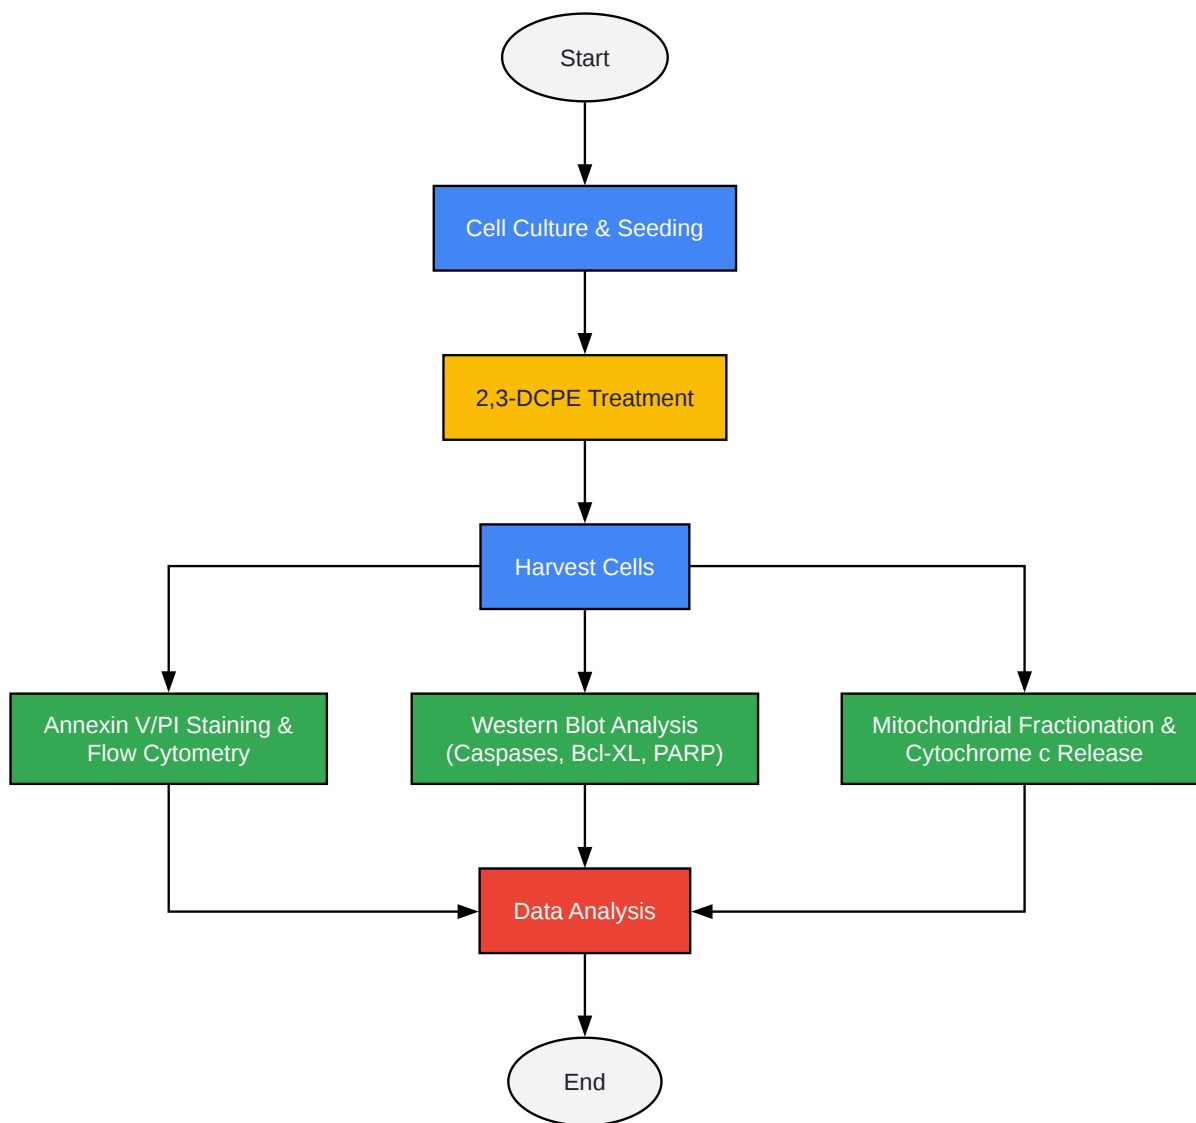 Start
Cell Culture & Seeding
2,3-DCPE Treatment
Harvest Cells
Annexin V/PI Staining &
Flow Cytometry
Western Blot Analysis
(Caspases, Bcl-XL, PARP)
Mitochondrial Fractionation &
Cytochrome c Release
Data Analysis
End